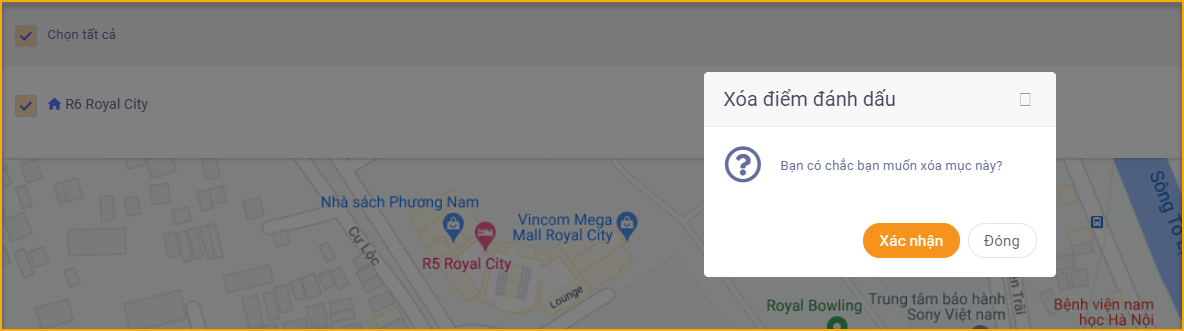 Chọn tất cả
R6 Royal City
Xóa điểm đánh dấu
Bạn có chắc bạn muốn xóa mục này?
Xác nhận
Đóng
Nhà sách Phương Nam
Vincom Mega
Mall Royal City
R5 Royal City
Cự Lộc
Lounge
Royal Bowling
Trung tâm bảo hành
Sony Việt nam
Trãi
Sông Tô
Bệnh viện nam
học Hà Nội